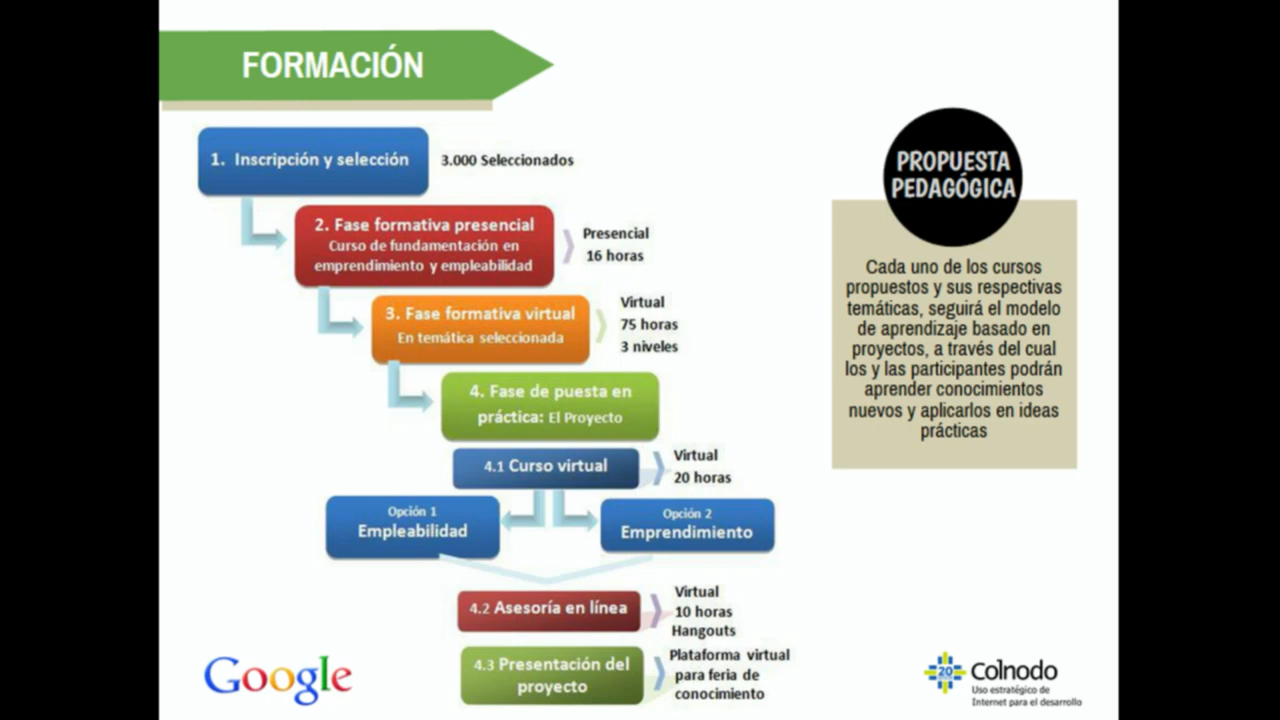 FORMACIÓN
1. Inscripción y selección
3.000 Seleccionados
2. Fase formativa presencial
Curso de fundamentación en
emprendimiento y empleabilidad
Presencial
16 horas
3. Fase formativa virtual
En temática seleccionada
Virtual
75 horas
3 niveles
4. Fase de puesta en
práctica: El Proyecto
4.1 Curso virtual
Virtual
20 horas
Opción 1
Empleabilidad
Opción 2
Emprendimiento
4.2 Asesoría en línea
Virtual
10 horas
Hangouts
4.3 Presentación del
proyecto
Plataforma virtual
para feria de
conocimiento
PROPUESTA
PEDAGÓGICA
Cada uno de los cursos
propuestos y sus respectivas
temáticas, seguirá el modelo
de aprendizaje basado en
proyectos, a través del cual
los y las participantes podrán
aprender conocimientos
nuevos y aplicarlos en ideas
prácticas
Google
20
Colnodo
Uso estratégico de
Internet para el desarrollo